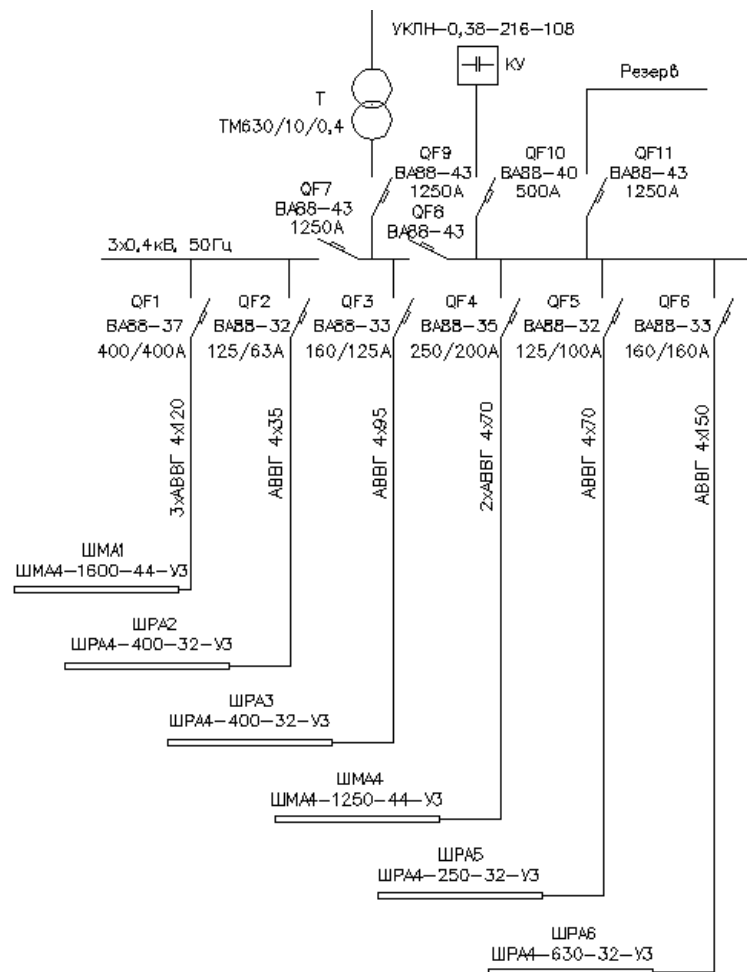 УКЛН-0,38-216-108
КУ
Резерв
Т
ТМ630/10/0,4
QF9
ВА88-43
1250А
QF10
ВА88-40
500А
QF11
ВА88-43
1250А
QF7
ВА88-43
1250А
QF8
ВА88-43
3х0,4кВ, 50Гц
QF1
ВА88-37
400/400А
QF2
ВА88-32
125/63А
QF3
ВА88-33
160/125А
QF4
ВА88-35
250/200А
QF5
ВА88-32
125/100А
QF6
ВА88-33
160/160А
3хАВВГ 4х120
АВВГ 4х35
АВВГ 4х95
2хАВВГ 4х70
АВВГ 4х70
АВВГ 4х150
ШМА1
ШМА4-1600-44-У3
ШРА2
ШРА4-400-32-У3
ШРА3
ШРА4-400-32-У3
ШМА4
ШМА4-1250-44-У3
ШРА5
ШРА4-250-32-У3
ШРА6
ШРА4-630-32-У3